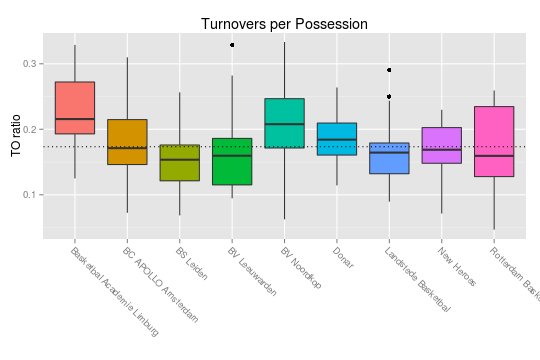 Turnovers per Possession
TO ratio
0.3
0.2
0.1
Basketbal Academie Limburg
BC APOLLO Amsterdam
BS Leiden
BV Leeuwarden
BV Noordkop
Donar
Landstede Basketbal
New Heroes
Rotterdam